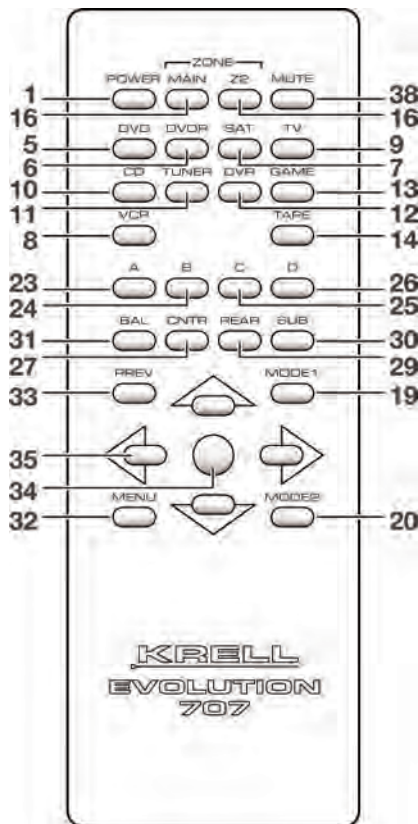 ZONE
POWER MAIN Z2 MUTE
1 38
16 16
DVD DVDR SAT TV
5 9
6 7
CD TUNER DVR GAME
10 13
11 12
VCR TAPE
8 14
A B C D
23 26
24 25
BAL CNTR REAR SUB
31 30
27 29
PREV MODE1
33 19
35
34
MENU MODE2
32 20
KRELL
EVOLUTION
707